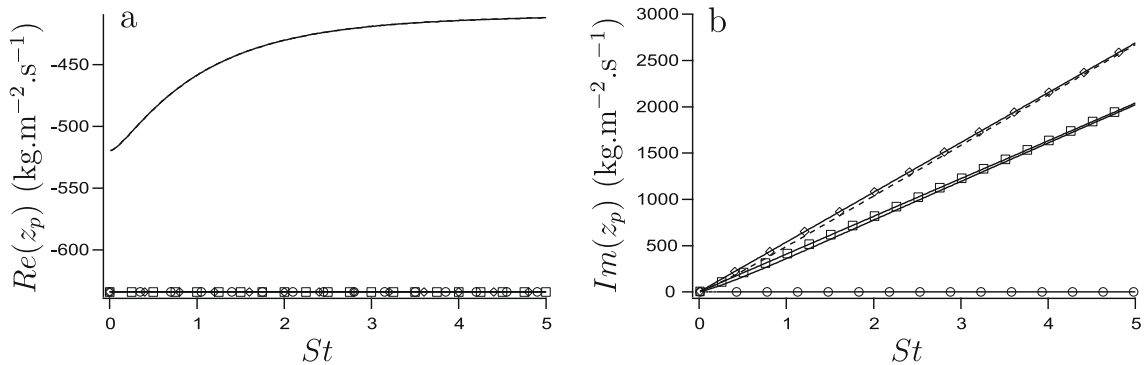 a
-450
-500
-550
-600
Re(z_p) (kg.m^{-2}.s^{-1})
0 1 2 3 4 5
St
b
3000
2500
2000
1500
1000
500
0
Im(z_p) (kg.m^{-2}.s^{-1})
0 1 2 3 4 5
St